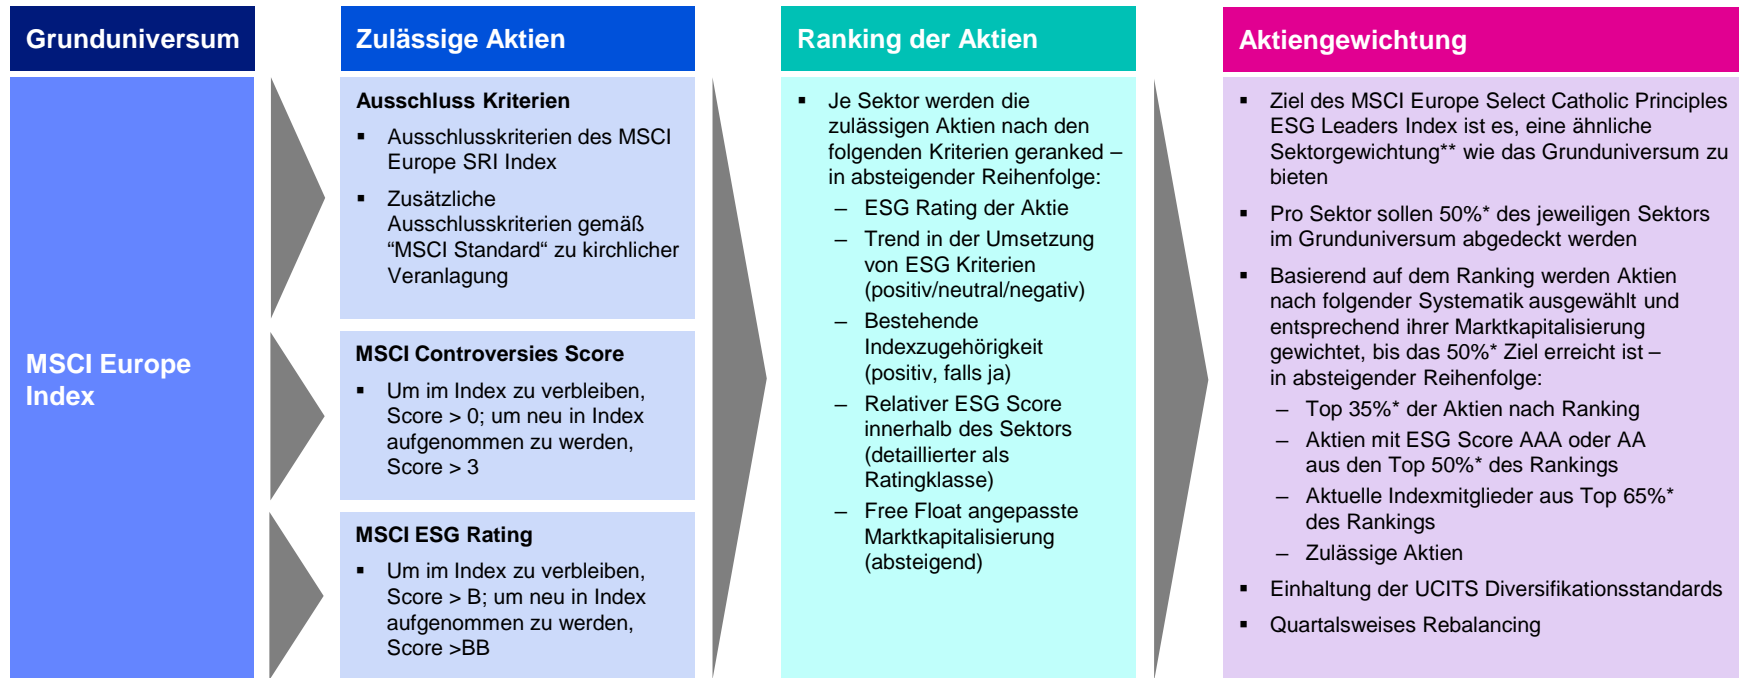 Grunduniversum
MSCI Europe
Index
Zulässige Aktien
Ausschluss Kriterien
▪ Ausschlusskriterien des MSCI
Europe SRI Index
▪ Zusätzliche
Ausschlusskriterien gemäß
“MSCI Standard“ zu kirchlicher
Veranlagung
MSCI Controversies Score
▪ Um im Index zu verbleiben,
Score > 0; um neu in Index
aufgenommen zu werden,
Score > 3
MSCI ESG Rating
▪ Um im Index zu verbleiben,
Score > B; um neu in Index
aufgenommen zu werden,
Score >BB
Ranking der Aktien
▪ Je Sektor werden die
zulässigen Aktien nach den
folgenden Kriterien geranked –
in absteigender Reihenfolge:
– ESG Rating der Aktie
– Trend in der Umsetzung
von ESG Kriterien
(positiv/neutral/negativ)
– Bestehende
Indexzugehörigkeit
(positiv, falls ja)
– Relativer ESG Score
innerhalb des Sektors
(detaillierter als
Ratingklasse)
– Free Float angepasste
Marktkapitalisierung
(absteigend)
Aktiengewichtung
▪ Ziel des MSCI Europe Select Catholic Principles
ESG Leaders Index ist es, eine ähnliche
Sektorgewichtung** wie das Grunduniversum zu
bieten
▪ Pro Sektor sollen 50%* des jeweiligen Sektors
im Grunduniversum abgedeckt werden
▪ Basierend auf dem Ranking werden Aktien
nach folgender Systematik ausgewählt und
entsprechend ihrer Marktkapitalisierung
gewichtet, bis das 50%* Ziel erreicht ist –
in absteigender Reihenfolge:
– Top 35%* der Aktien nach Ranking
– Aktien mit ESG Score AAA oder AA
aus den Top 50%* des Rankings
– Aktuelle Indexmitglieder aus Top 65%*
des Rankings
– Zulässige Aktien
▪ Einhaltung der UCITS Diversifikationsstandards
▪ Quartalsweises Rebalancing